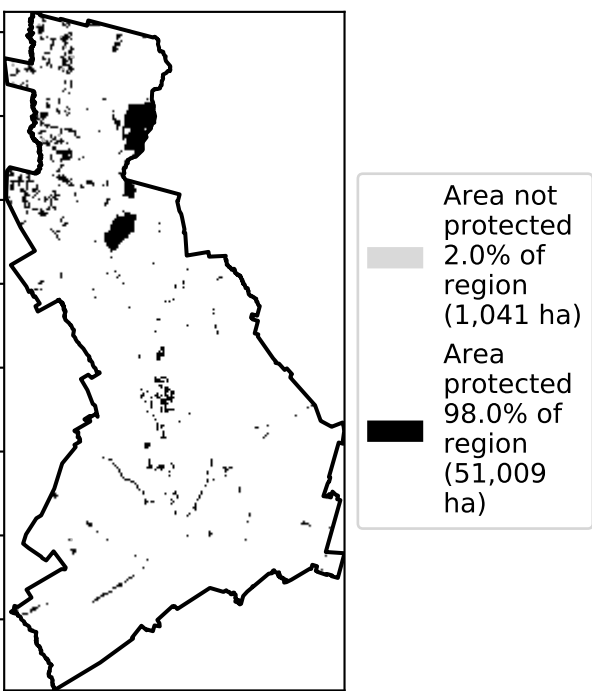 Area not
protected
2.0% of
region
(1,041 ha)
Area
protected
98.0% of
region
(51,009
ha)